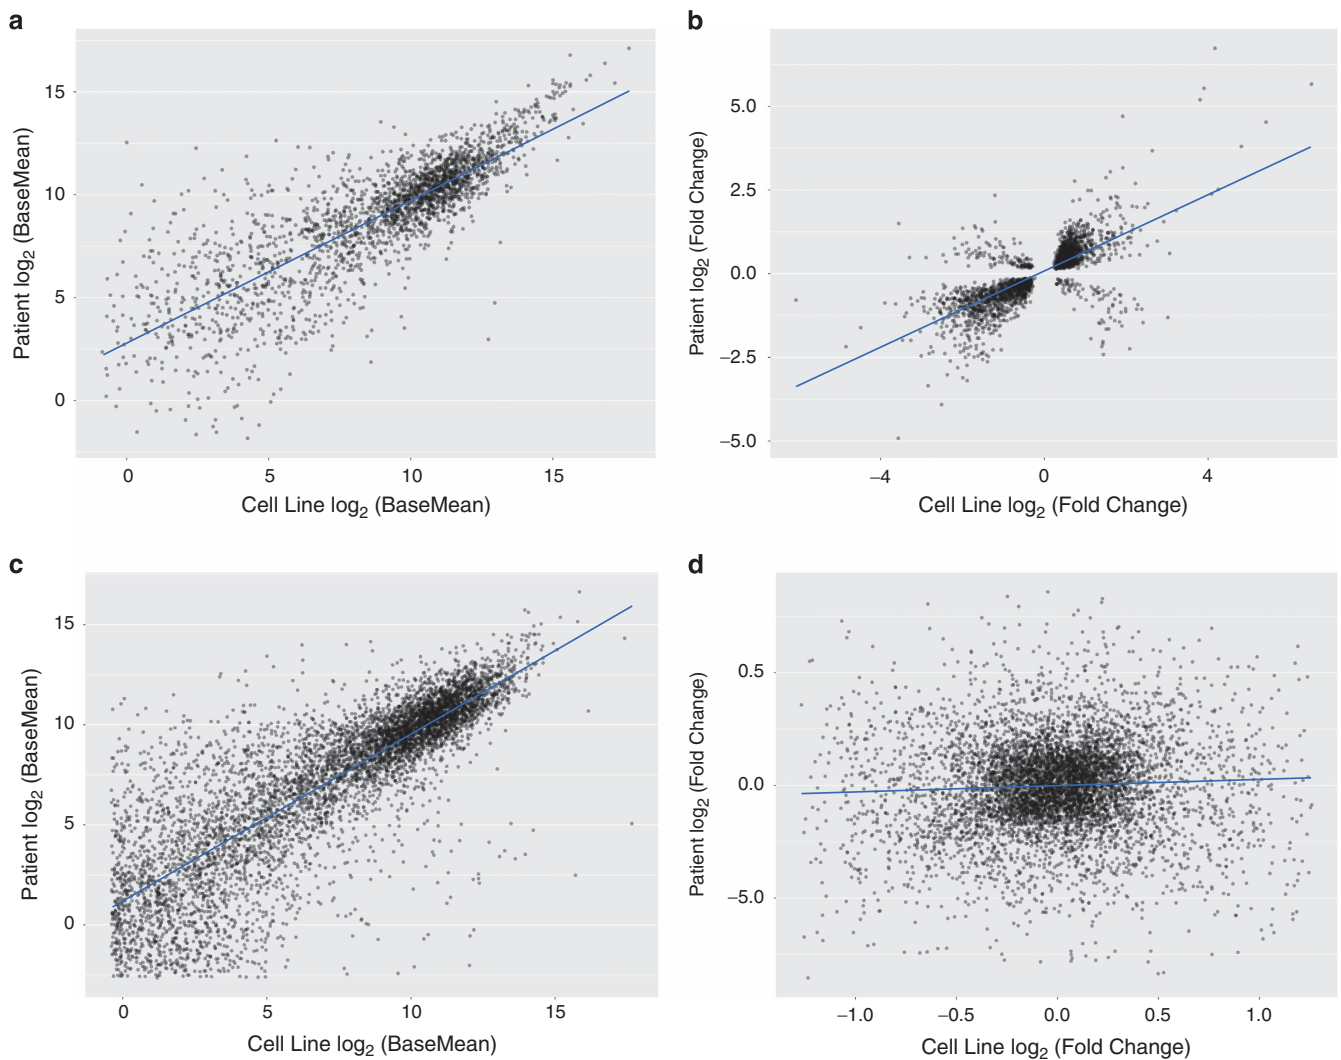 a
15
10
5
0
Patient log2 (BaseMean)
0 5 10 15
Cell Line log2 (BaseMean)
b
5.0
2.5
0.0
−2.5
−5.0
Patient log2 (Fold Change)
−4 0 4
Cell Line log2 (Fold Change)
c
15
10
5
0
Patient log2 (BaseMean)
0 5 10 15
Cell Line log2 (BaseMean)
d
0.5
0.0
−5.0
Patient log2 (Fold Change)
−1.0 −0.5 0.0 0.5 1.0
Cell Line log2 (Fold Change)